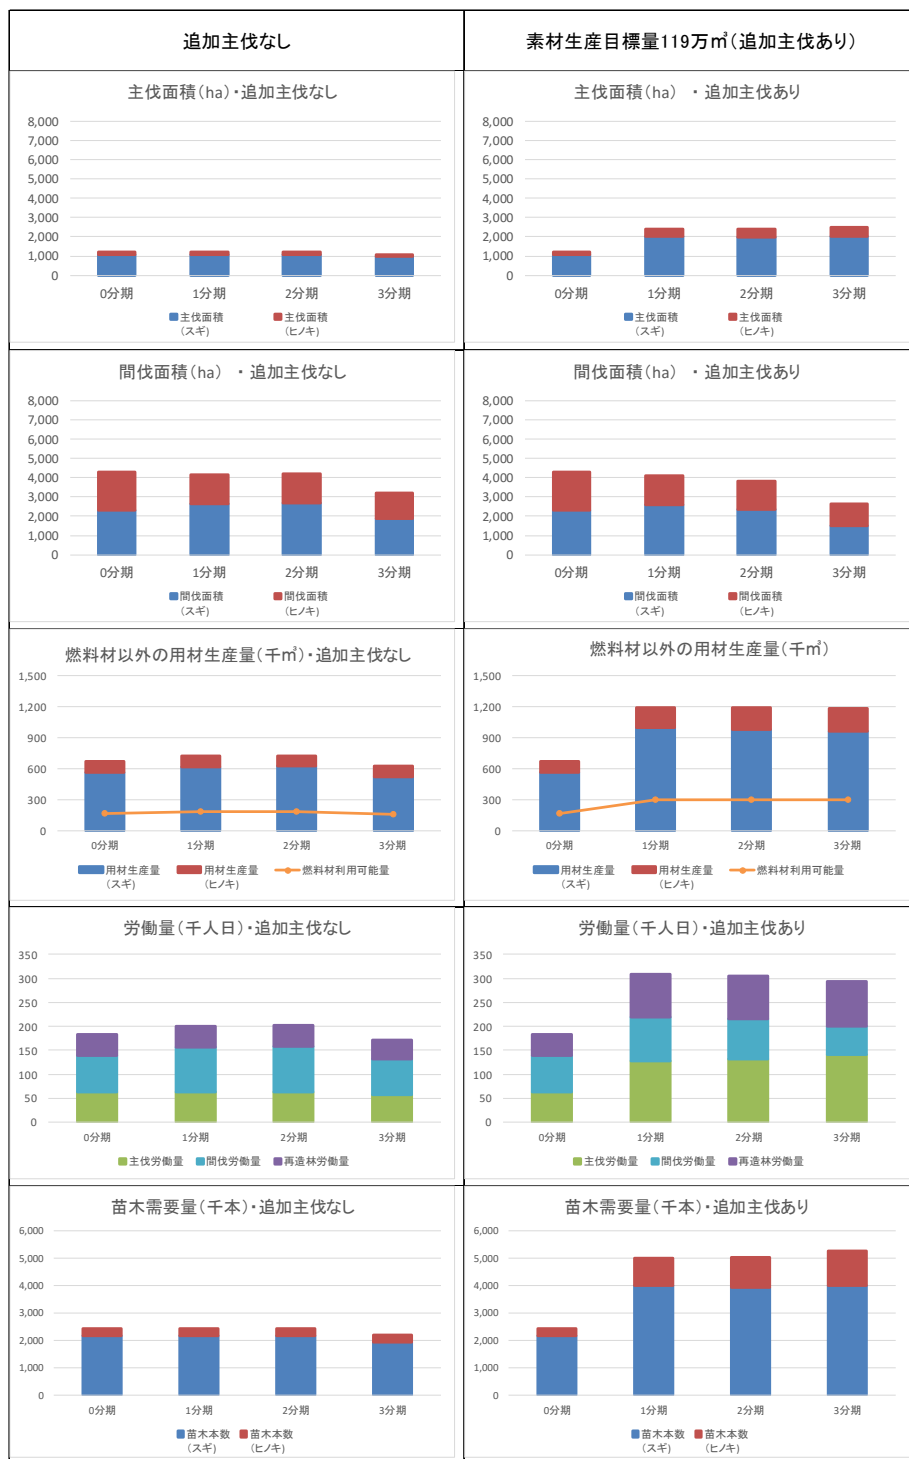 追加主伐なし
素材生産目標量119万㎥(追加主伐あり)
主伐面積(ha)・追加主伐なし
8,000
7,000
6,000
5,000
4,000
3,000
2,000
1,000
0
0分期 1分期 2分期 3分期
主伐面積
(スギ)
主伐面積
(ヒノキ)
主伐面積(ha) ・追加主伐あり
8,000
7,000
6,000
5,000
4,000
3,000
2,000
1,000
0
0分期 1分期 2分期 3分期
主伐面積
(スギ)
主伐面積
(ヒノキ)
間伐面積(ha) ・追加主伐なし
8,000
7,000
6,000
5,000
4,000
3,000
2,000
1,000
0
0分期 1分期 2分期 3分期
間伐面積
(スギ)
間伐面積
(ヒノキ)
間伐面積(ha) ・追加主伐あり
8,000
7,000
6,000
5,000
4,000
3,000
2,000
1,000
0
0分期 1分期 2分期 3分期
間伐面積
(スギ)
間伐面積
(ヒノキ)
燃料材以外の用材生産量(千㎥)・追加主伐なし
1,500
1,200
900
600
300
0
0分期 1分期 2分期 3分期
用材生産量
(スギ)
用材生産量
(ヒノキ)
燃料材利用可能量
燃料材以外の用材生産量(千㎥)
1,500
1,200
900
600
300
0
0分期 1分期 2分期 3分期
用材生産量
(スギ)
用材生産量
(ヒノキ)
燃料材利用可能量
労働量(千人日)・追加主伐なし
350
300
250
200
150
100
50
0
0分期 1分期 2分期 3分期
主伐労働量 間伐労働量 再造林労働量
労働量(千人日)・追加主伐あり
350
300
250
200
150
100
50
0
0分期 1分期 2分期 3分期
主伐労働量 間伐労働量 再造林労働量
苗木需要量(千本)・追加主伐なし
6,000
5,000
4,000
3,000
2,000
1,000
0
0分期 1分期 2分期 3分期
苗木本数
(スギ)
苗木本数
(ヒノキ)
苗木需要量(千本)・追加主伐あり
6,000
5,000
4,000
3,000
2,000
1,000
0
0分期 1分期 2分期 3分期
苗木本数
(スギ)
苗木本数
(ヒノキ)